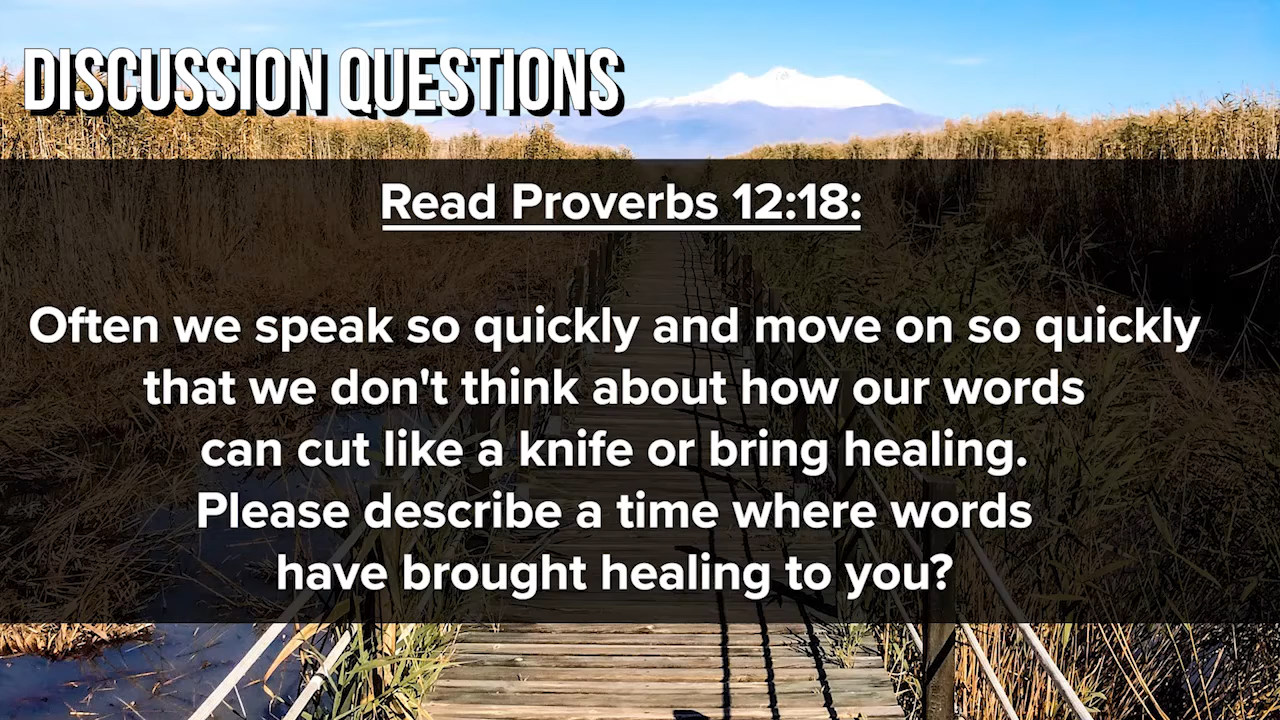 DISCUSSION QUESTIONS
Read Proverbs 12:18:
Often we speak so quickly and move on so quickly
that we don't think about how our words
can cut like a knife or bring healing.
Please describe a time where words
have brought healing to you?